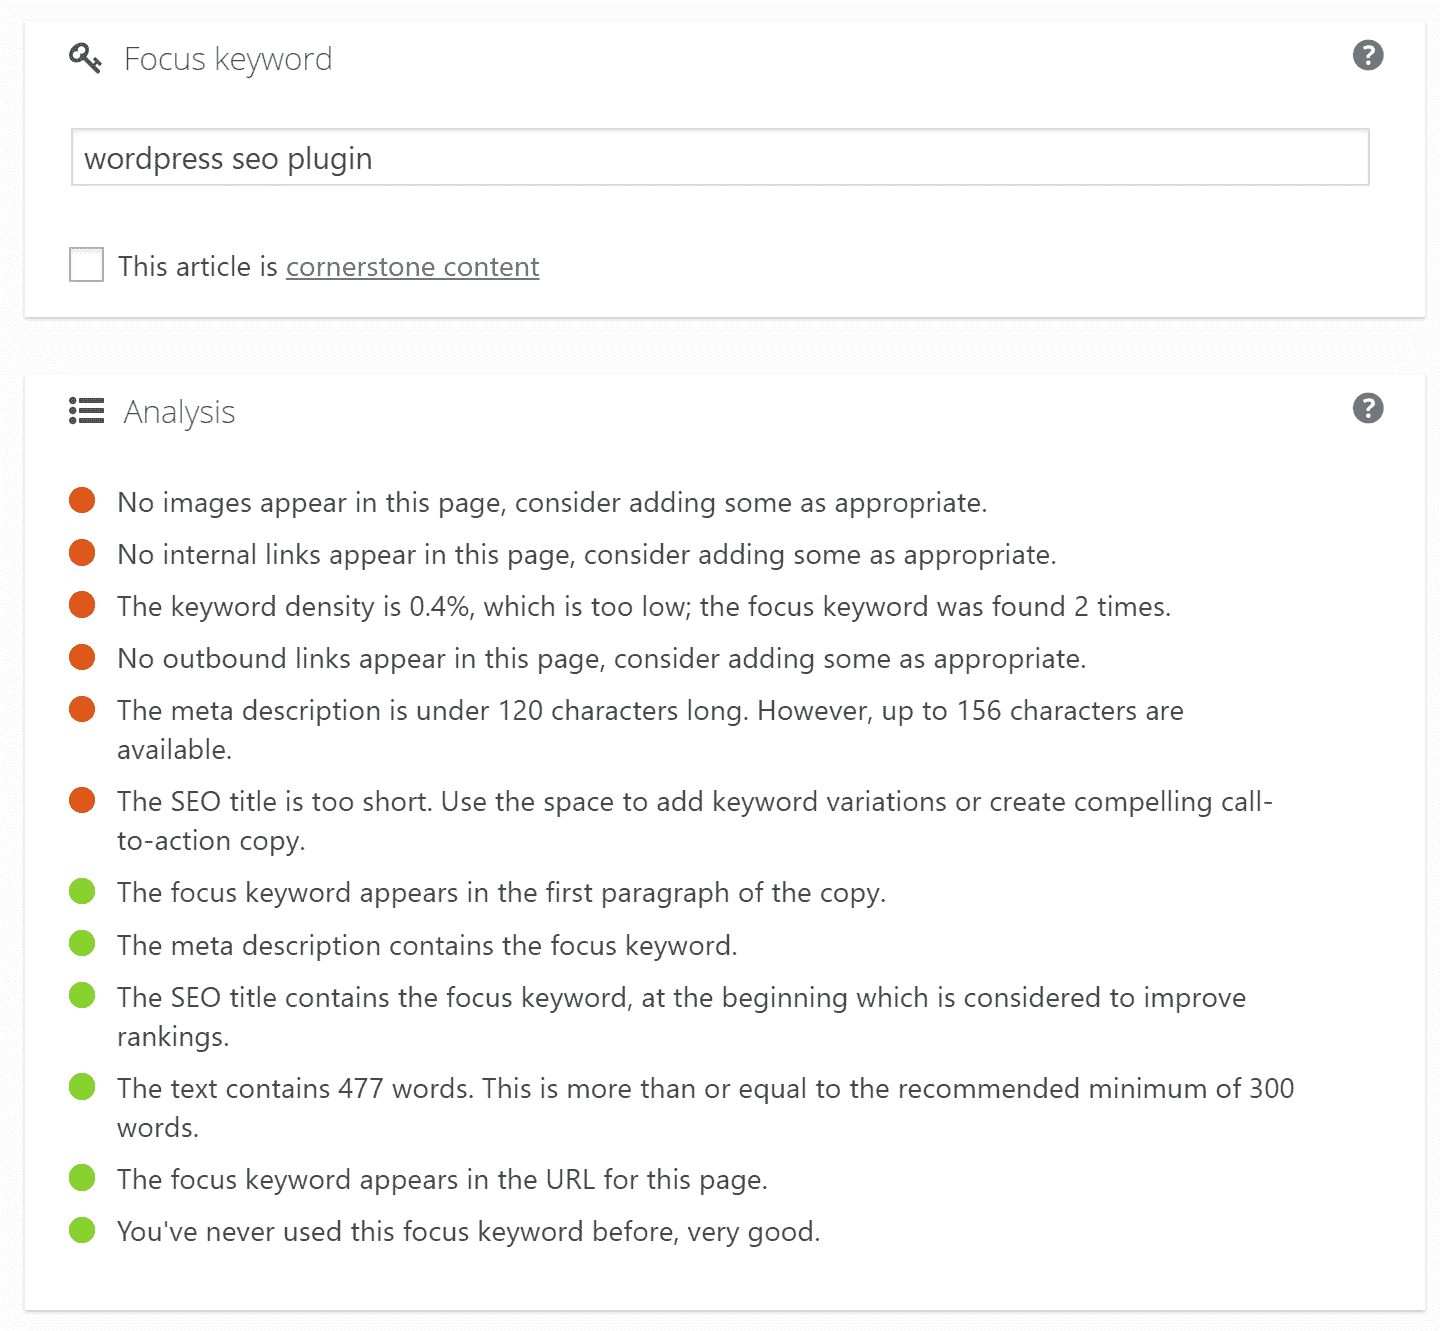 Focus keyword
?
wordpress seo plugin
This article is cornerstone content
Analysis
?
No images appear in this page, consider adding some as appropriate.
No internal links appear in this page, consider adding some as appropriate.
The keyword density is 0.4%, which is too low; the focus keyword was found 2 times.
No outbound links appear in this page, consider adding some as appropriate.
The meta description is under 120 characters long. However, up to 156 characters are
available.
The SEO title is too short. Use the space to add keyword variations or create compelling call-
to-action copy.
The focus keyword appears in the first paragraph of the copy.
The meta description contains the focus keyword.
The SEO title contains the focus keyword, at the beginning which is considered to improve
rankings.
The text contains 477 words. This is more than or equal to the recommended minimum of 300
words.
The focus keyword appears in the URL for this page.
You've never used this focus keyword before, very good.